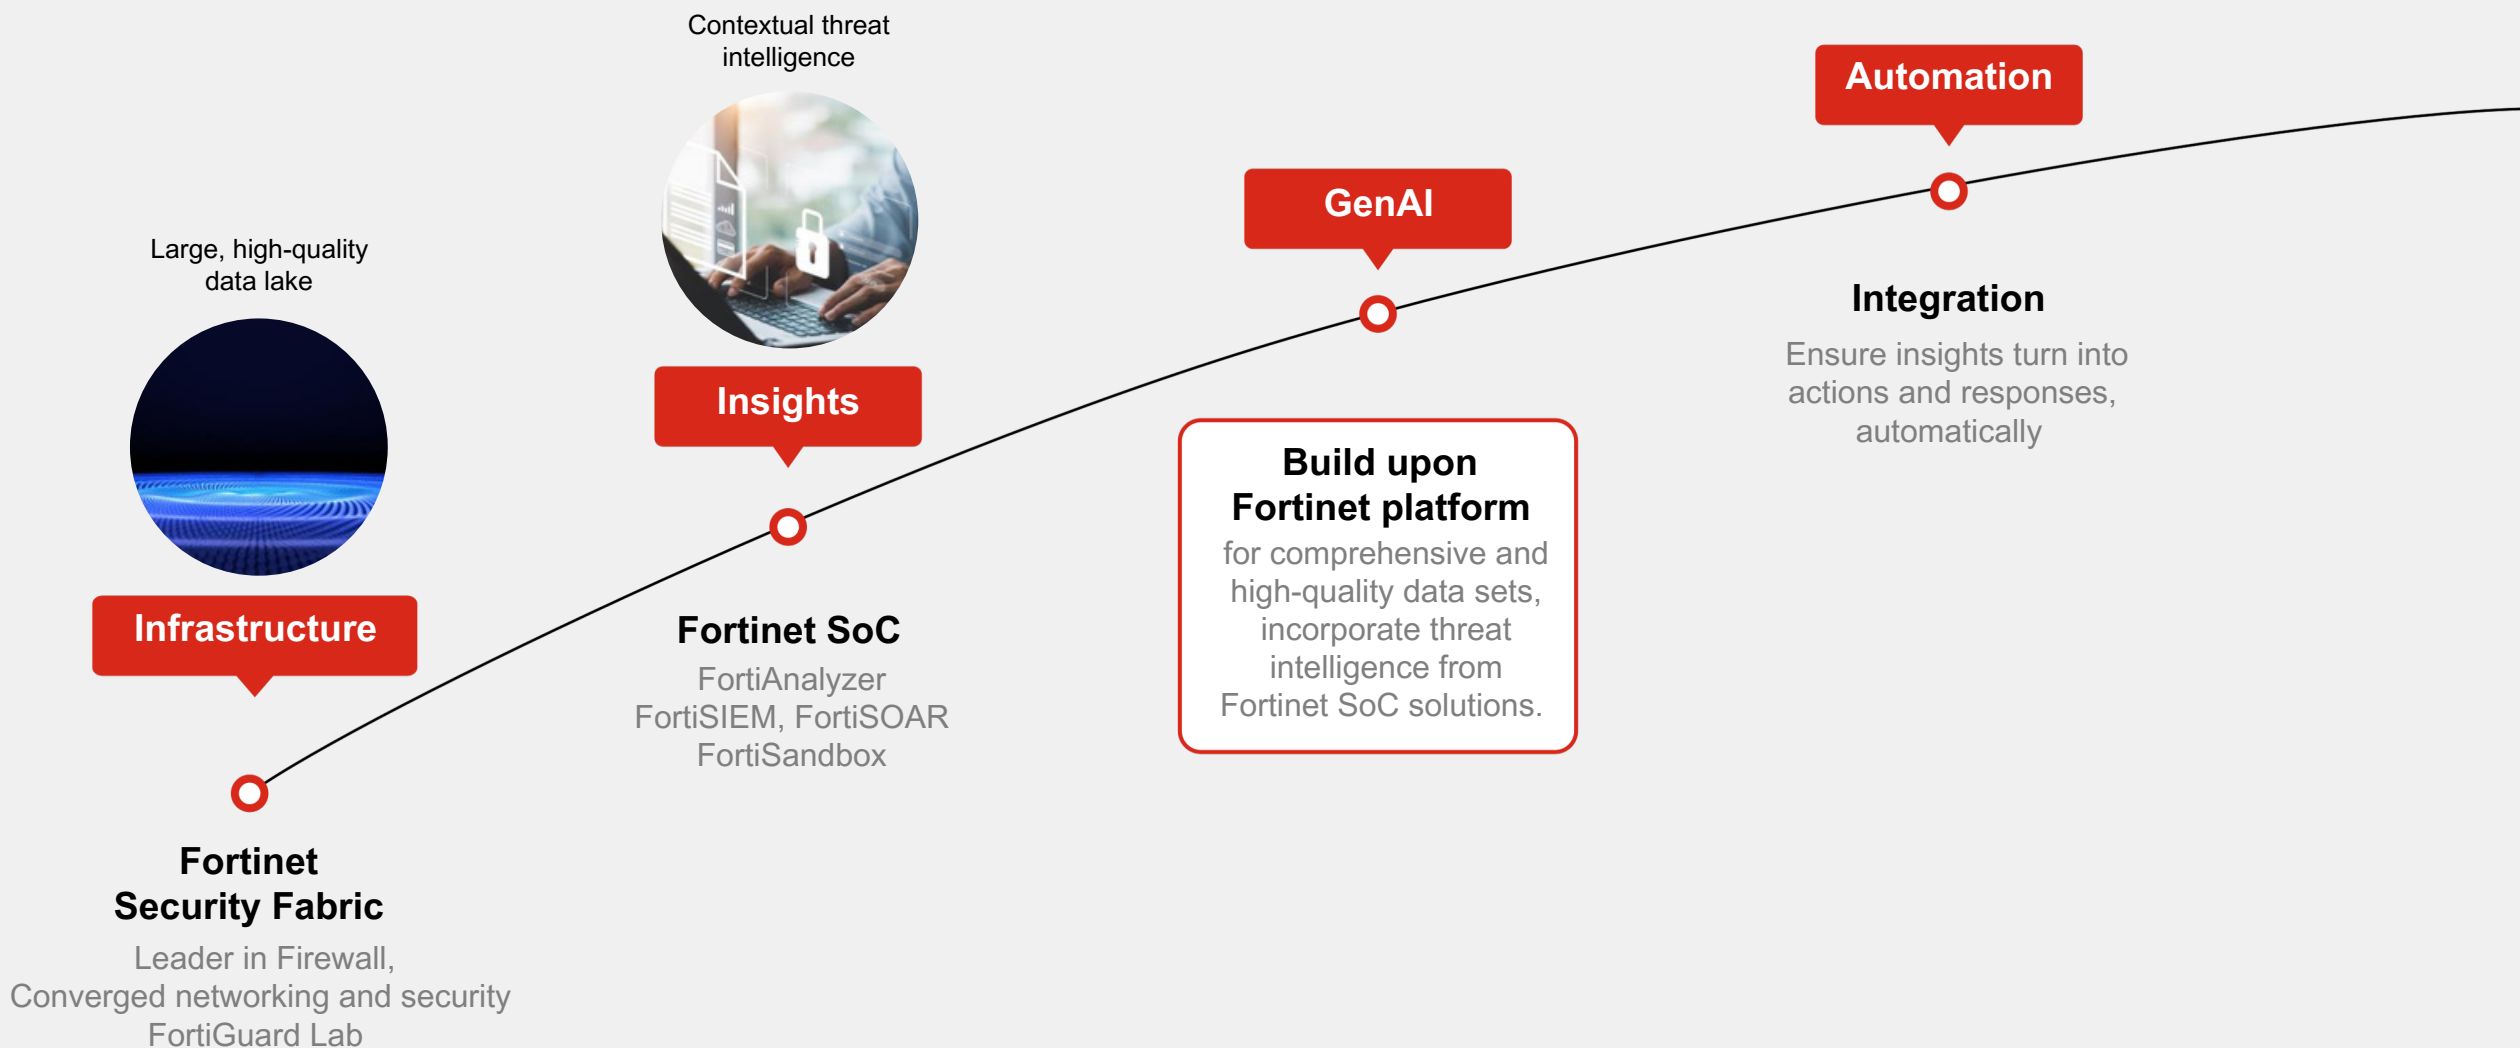 Large, high-quality
data lake
Infrastructure
Fortinet
Security Fabric
Leader in Firewall,
Converged networking and security
FortiGuard Lab
Contextual threat
intelligence
Insights
Fortinet SoC
FortiAnalyzer
FortiSIEM, FortiSOAR
FortiSandbox
GenAI
Build upon
Fortinet platform
for comprehensive and
high-quality data sets,
incorporate threat
intelligence from
Fortinet SoC solutions.
Automation
Integration
Ensure insights turn into
actions and responses,
automatically